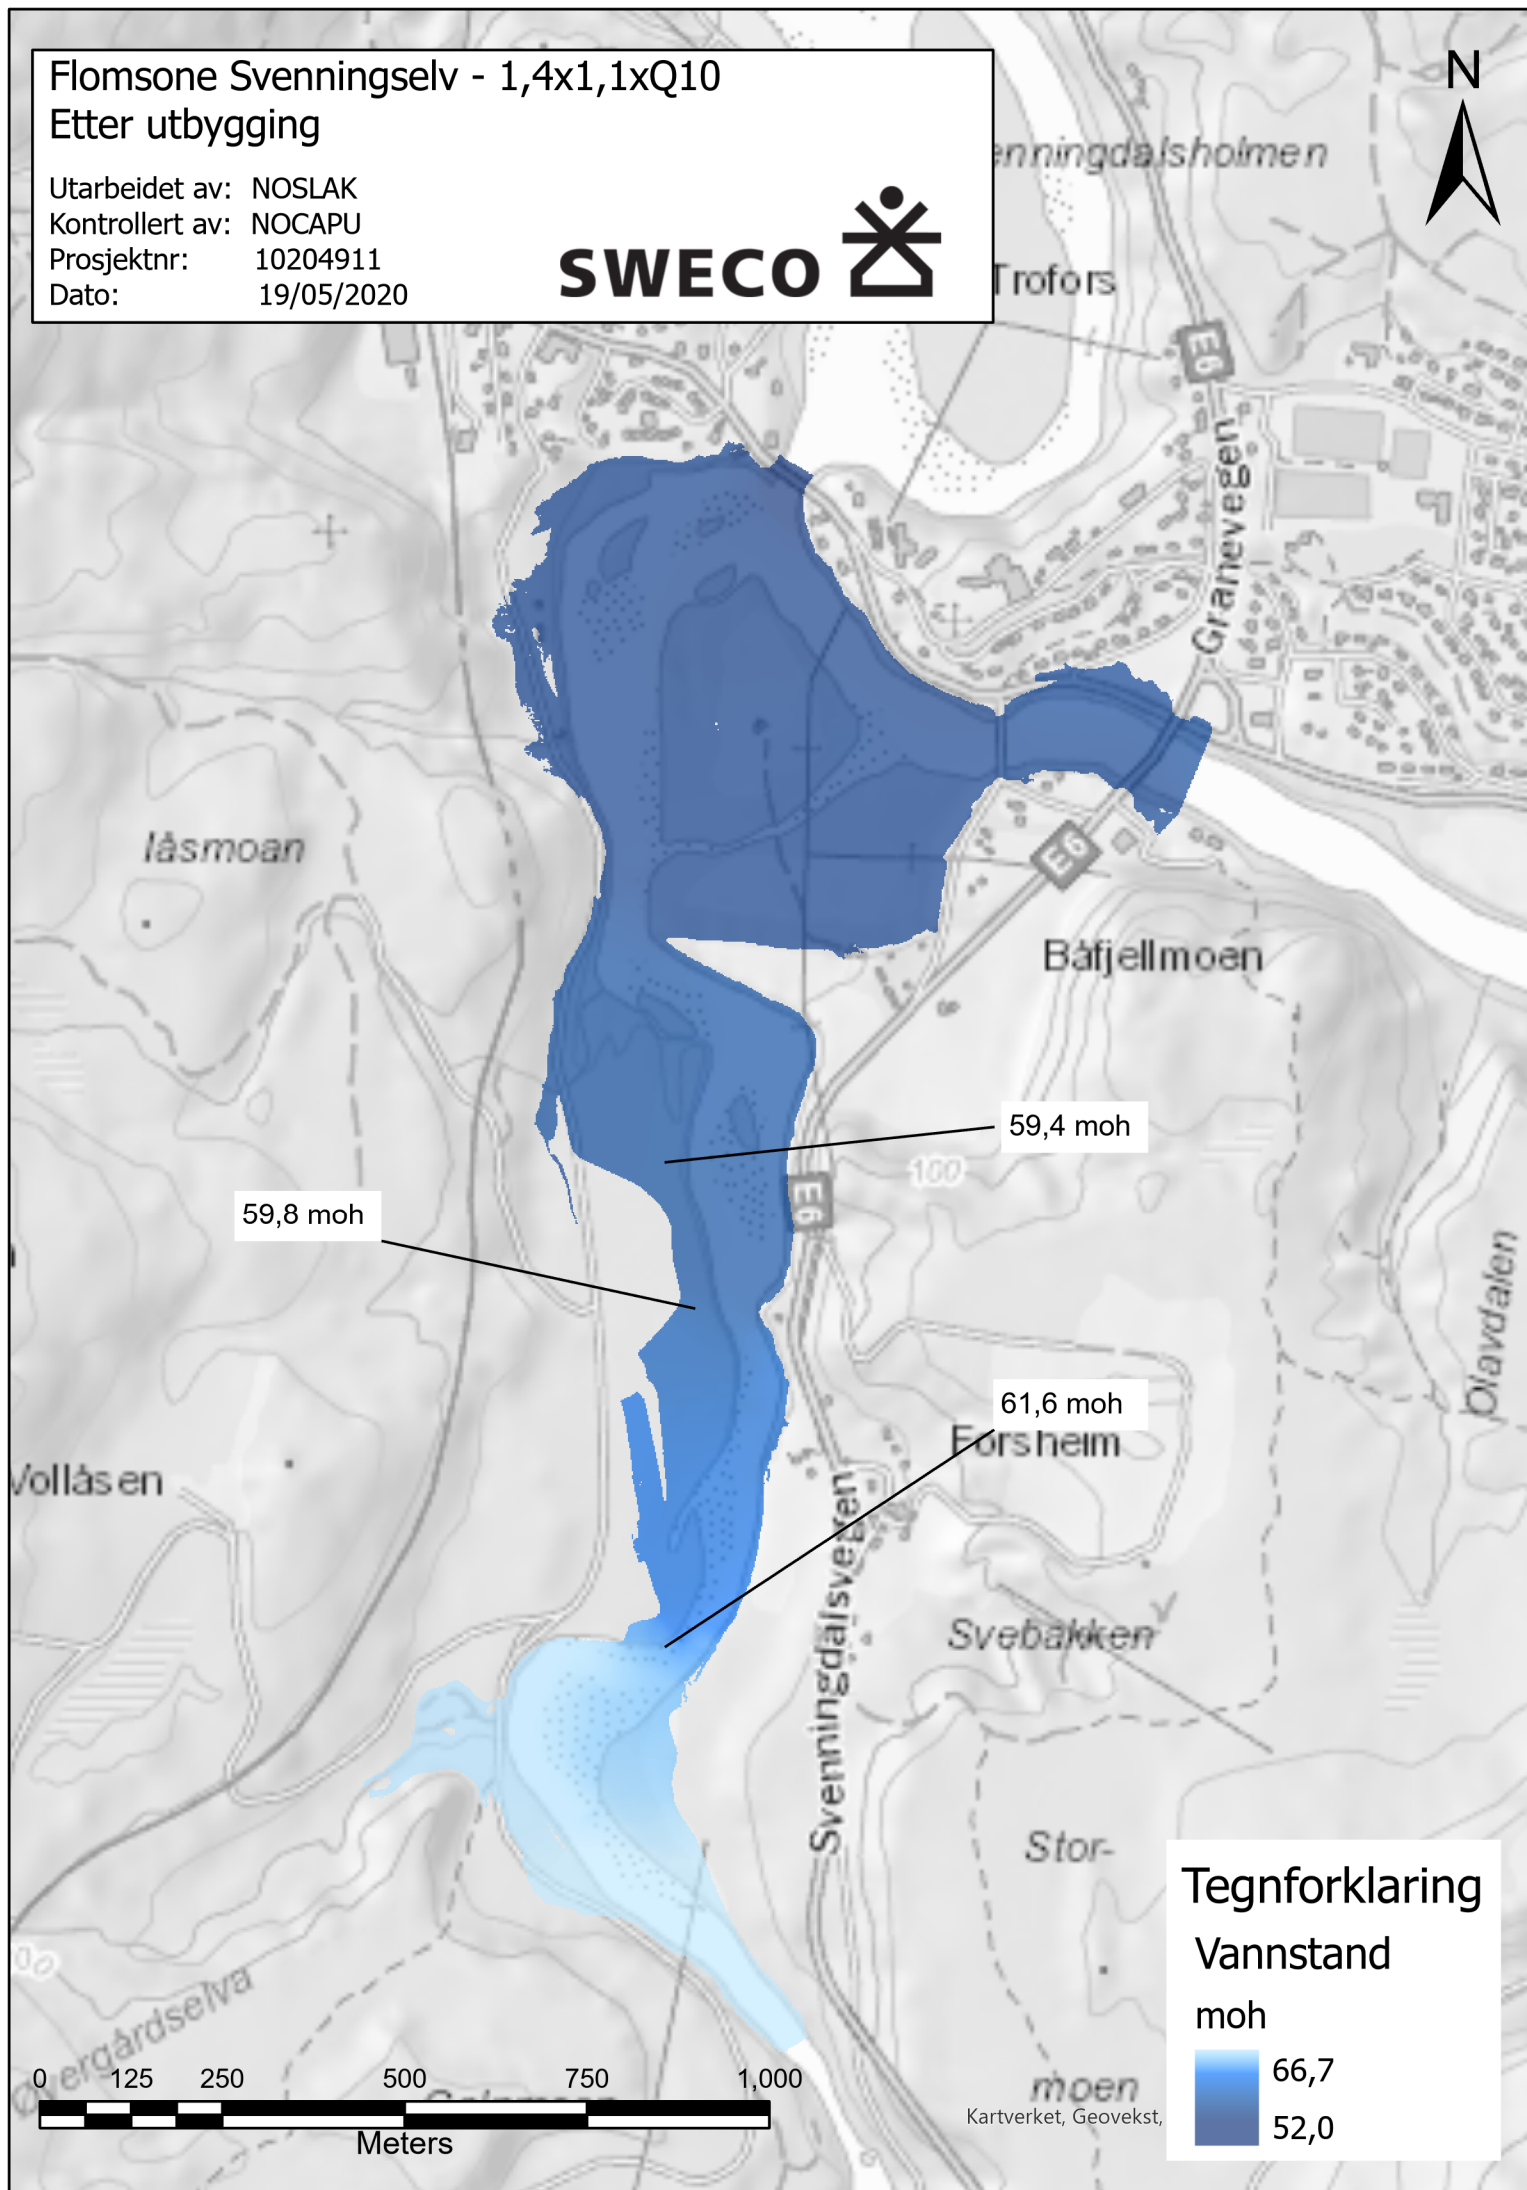 Flomsone Svenningselv - 1,4x1,1xQ10
Etter utbygging
Utarbeidet av: NOSLAK
Kontrollert av: NOCAPU
Prosjektnr: 10204911
Dato: 19/05/2020
SWECO
N
enningdalsholmen
Trofors
E6
Granevegen
låsmoan
E6
Båfjellmoen
59,4 moh
100
59,8 moh
E6
Olavdalen
61,6 moh
Forsheim
Vollåsen
Svenningdalsvegen
Svebakken
Stor-
moen
Øvergårdselva
0 125 250 500 750 1,000
Meters
Kartverket, Geovekst,
Tegnforklaring
Vannstand
moh
66,7
52,0